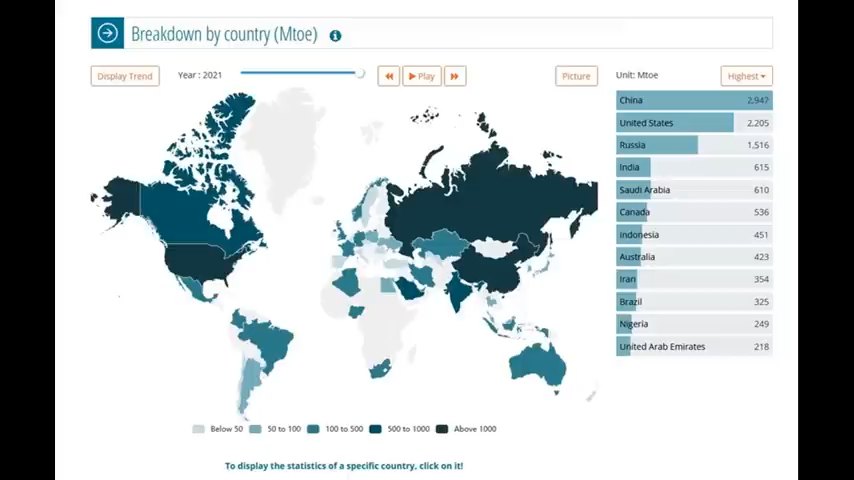 Breakdown by country (Mtoe)
Display Trend Year : 2021 Play Picture Unit: Mtoe Highest
China 2,947
United States 2,205
Russia 1,516
India 615
Saudi Arabia 610
Canada 536
Indonesia 451
Australia 423
Iran 354
Brazil 325
Nigeria 249
United Arab Emirates 218
Below 50 50 to 100 100 to 500 500 to 1000 Above 1000
To display the statistics of a specific country, click on it!